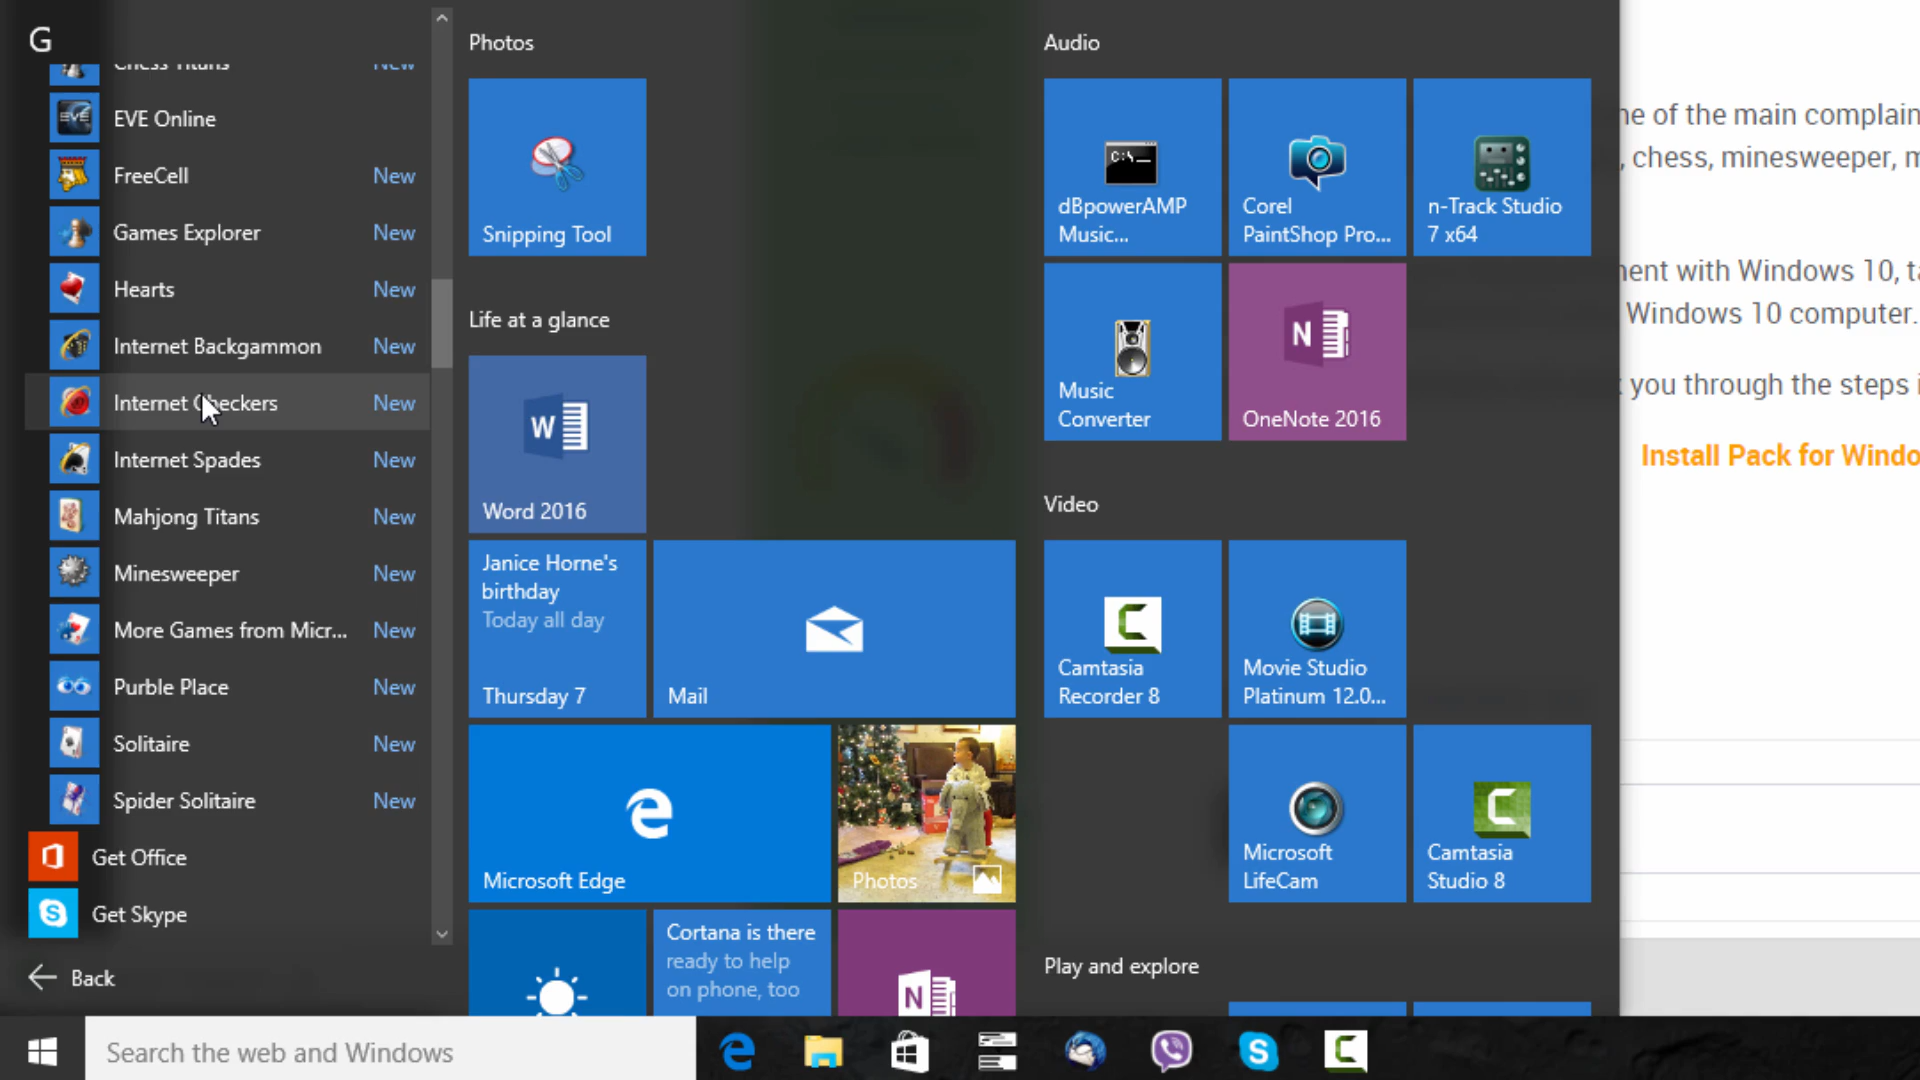 G
Chess Titans New
EVE Online
FreeCell New
Games Explorer New
Hearts New
Internet Backgammon New
Internet Checkers New
Internet Spades New
Mahjong Titans New
Minesweeper New
More Games from Micr... New
Purble Place New
Solitaire New
Spider Solitaire New
Get Office
Get Skype
Back
Photos
Snipping Tool
Life at a glance
W
Word 2016
Janice Horne's
birthday
Today all day
Thursday 7
Mail
Microsoft Edge
Photos
Cortana is there
ready to help
on phone, too
N
Audio
C:\_
dBpowerAMP
Music...
Corel
PaintShop Pro...
n-Track Studio
7 x64
Music
Converter
N
OneNote 2016
Video
Camtasia
Recorder 8
Movie Studio
Platinum 12.0...
Microsoft
LifeCam
Camtasia
Studio 8
Play and explore
of the main complain
, chess, minesweeper,
with Windows 10,
Windows 10 computer.
you through the steps
Install Pack for Windo
Search the web and Windows